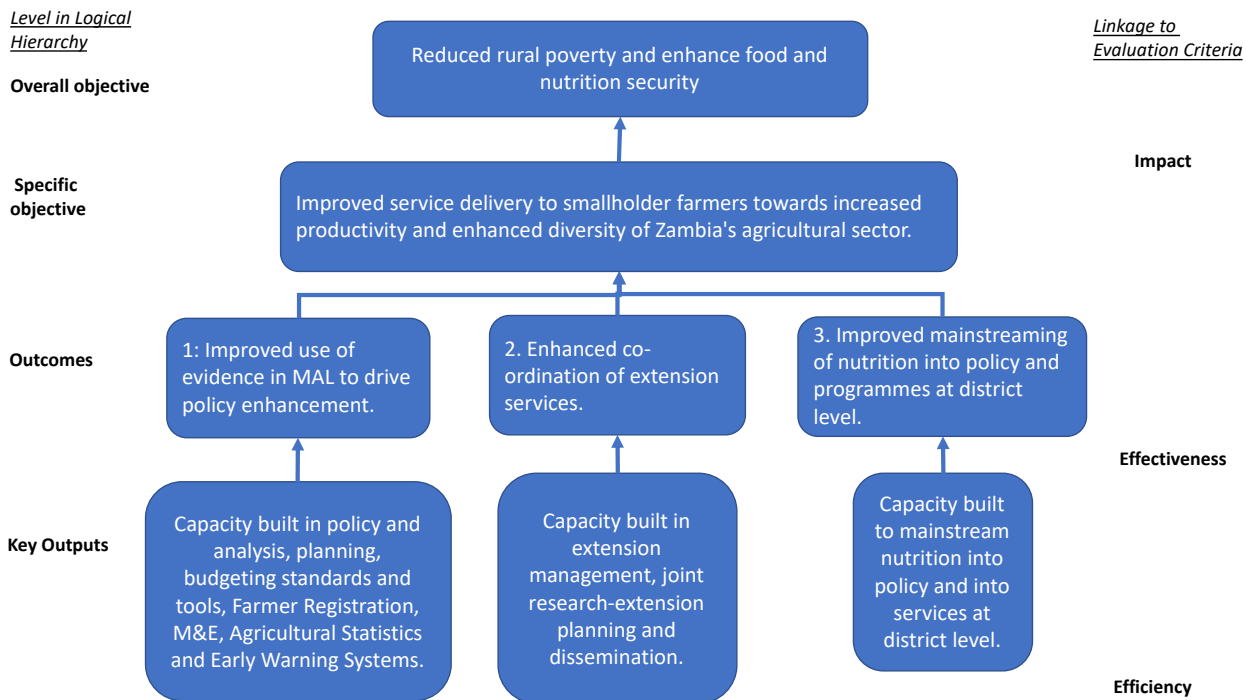 Level in Logical
Hierarchy
Linkage to
Evaluation Criteria
Overall objective
Reduced rural poverty and enhance food and
nutrition security
Impact
Specific
objective
Improved service delivery to smallholder farmers towards increased
productivity and enhanced diversity of Zambia's agricultural sector.
Outcomes
1: Improved use of
evidence in MAL to drive
policy enhancement.
2. Enhanced co-
ordination of extension
services.
3. Improved mainstreaming
of nutrition into policy and
programmes at district
level.
Effectiveness
Key Outputs
Capacity built in policy and
analysis, planning,
budgeting standards and
tools, Farmer Registration,
M&E, Agricultural Statistics
and Early Warning Systems.
Capacity built in
extension
management, joint
research-extension
planning and
dissemination.
Capacity built
to mainstream
nutrition into
policy and into
services at
district level.
Efficiency